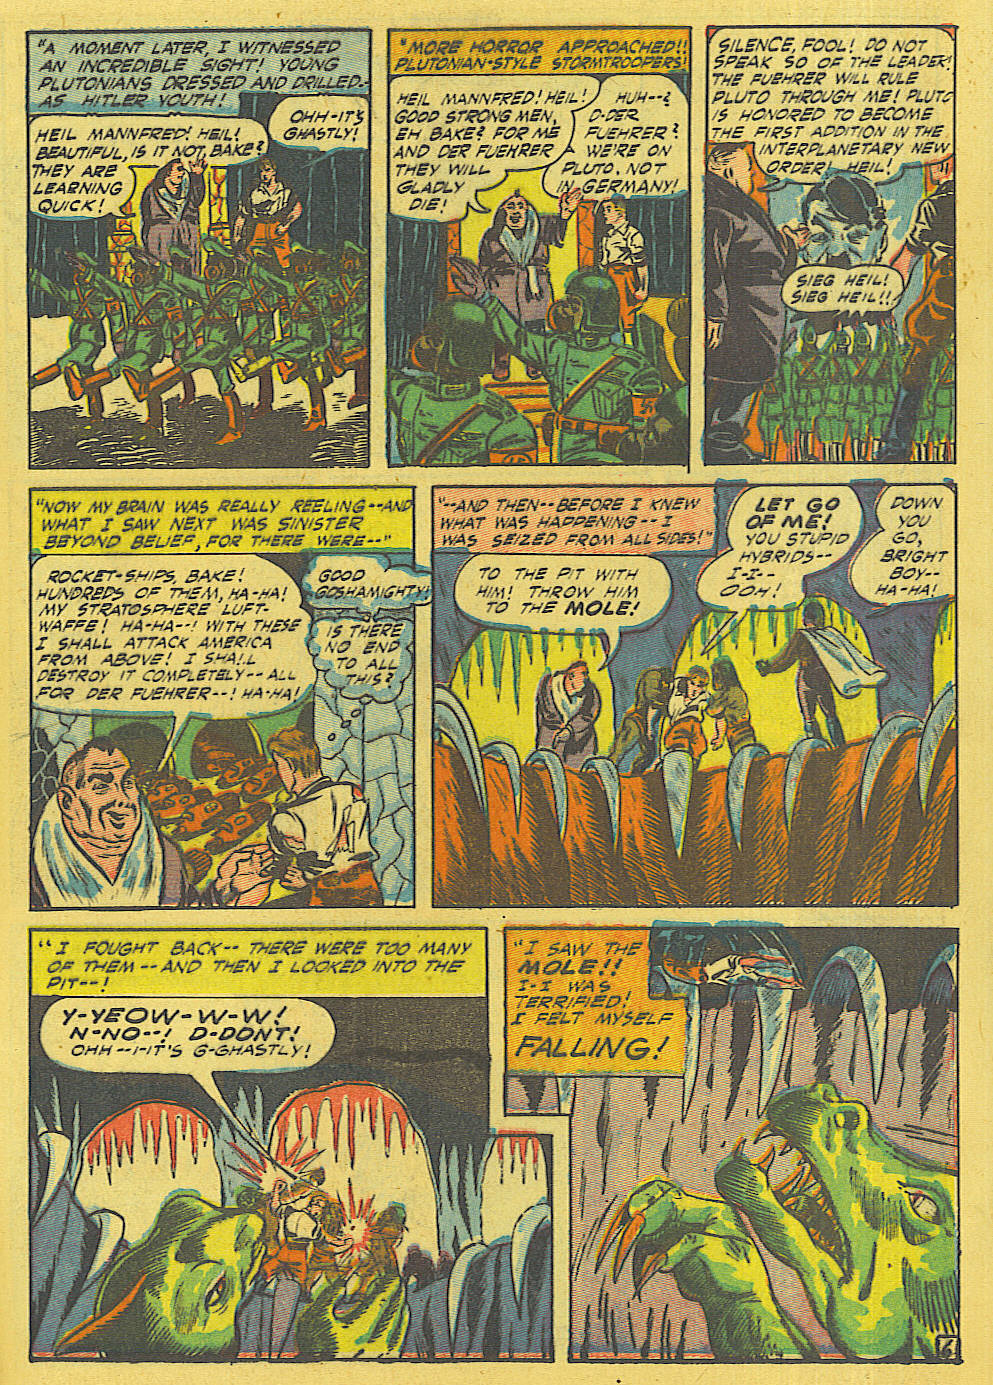 "A MOMENT LATER, I WITNESSED
AN INCREDIBLE SIGHT! YOUNG
PLUTONIANS DRESSED AND DRILLED--
AS HITLER YOUTH!
HEIL MANNFRED! HEIL!
BEAUTIFUL, IS IT NOT, BAKE?
THEY ARE
LEARNING
QUICK!
OHH-IT'S
GHASTLY!
"MORE HORROR APPROACHED!!
PLUTONIAN-STYLE STORMTROOPERS!
HEIL MANNFRED! HEIL!
GOOD STRONG MEN,
EH BAKE? FOR ME
AND DER FUEHRER
THEY WILL
GLADLY
DIE!
HUH--?
D-DER
FUEHRER?
WE'RE ON
PLUTO, NOT
IN GERMANY!
SILENCE, FOOL! DO NOT
SPEAK SO OF THE LEADER!
THE FUEHRER WILL RULE
PLUTO THROUGH ME! PLUTO
IS HONORED TO BECOME
THE FIRST ADDITION IN THE
INTERPLANETARY NEW
ORDER! HEIL!
SIEG HEIL!
SIEG HEIL!!
"NOW MY BRAIN WAS REALLY REELING--AND
WHAT I SAW NEXT WAS SINISTER
BEYOND BELIEF, FOR THERE WERE--"
ROCKET-SHIPS, BAKE!
HUNDREDS OF THEM, HA-HA!
MY STRATOSPHERE LUFT-
WAFFE! HA-HA--! WITH THESE
I SHALL ATTACK AMERICA
FROM ABOVE! I SHALL
DESTROY IT COMPLETELY--ALL
FOR DER FUEHRER--! HA-HA!
GOOD
GOSHAMIGHTY!
IS THERE
NO END
TO ALL
THIS?
"--AND THEN--BEFORE I KNEW
WHAT WAS HAPPENING-- I
WAS SEIZED FROM ALL SIDES!"
TO THE PIT WITH
HIM! THROW HIM
TO THE MOLE!
LET GO
OF ME!
YOU STUPID
HYBRIDS--
I-I--
OOH!
DOWN
YOU
GO,
BRIGHT
BOY--
HA-HA!
"I FOUGHT BACK-- THERE WERE TOO MANY
OF THEM--AND THEN I LOOKED INTO THE
PIT--!
Y-YEOW-W-W!
N-NO--! D-DON'T!
OHH--I-IT'S G-GHASTLY!
"I SAW THE
MOLE!!
I-I WAS
TERRIFIED!
I FELT MYSELF
FALLING!
6